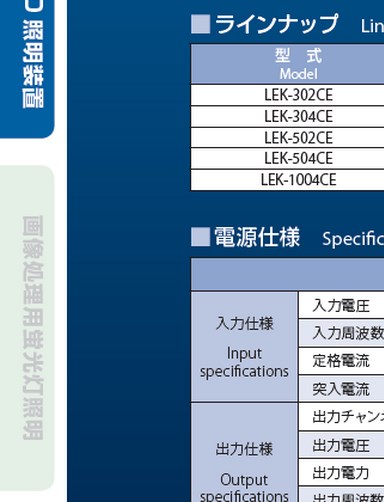 照明装置
画像処理用蛍光灯照明
■ラインナップ Lin
型 式
Model
LEK-302CE
LEK-304CE
LEK-502CE
LEK-504CE
LEK-1004CE
■電源仕様 Specific
入力仕様
Input
specifications
入力電圧
入力周波数
定格電流
突入電流
出力仕様
Output
specifications
出力チャンネ
出力電圧
出力電力
出力周波数